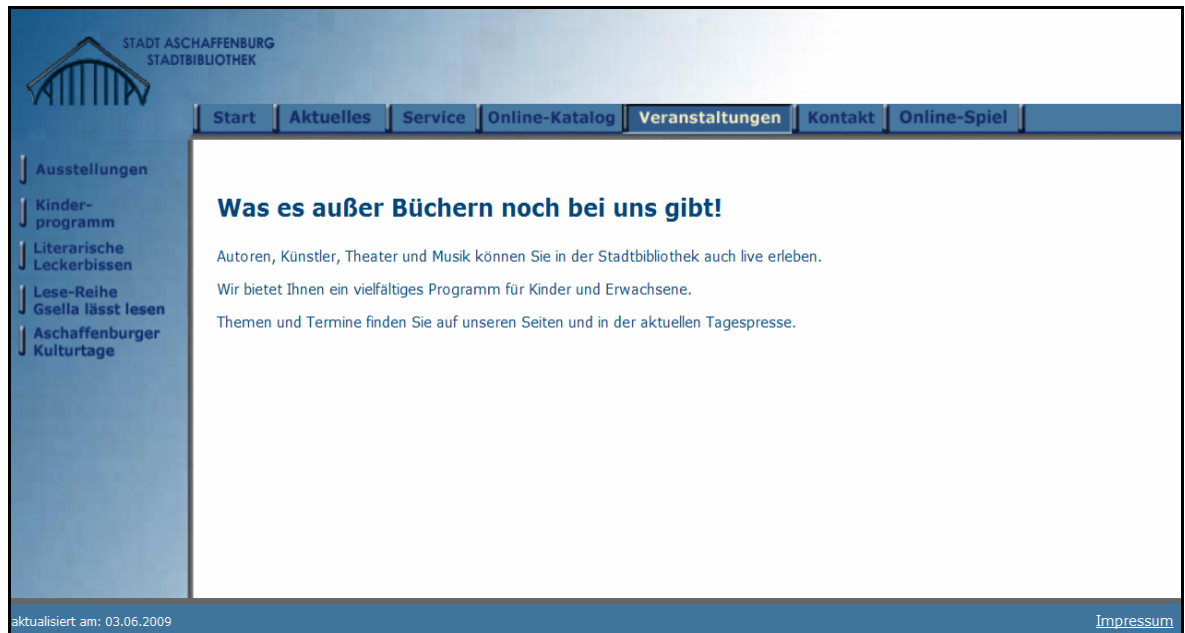 STADT ASCHAFFENBURG
STADTBIBLIOTHEK
Start Aktuelles Service Online-Katalog Veranstaltungen Kontakt Online-Spiel
Ausstellungen
Kinder-
programm
Literarische
Leckerbissen
Lese-Reihe
Gsella lässt lesen
Aschaffenburger
Kulturtage
Was es außer Büchern noch bei uns gibt!
Autoren, Künstler, Theater und Musik können Sie in der Stadtbibliothek auch live erleben.
Wir bietet Ihnen ein vielfältiges Programm für Kinder und Erwachsene.
Themen und Termine finden Sie auf unseren Seiten und in der aktuellen Tagespresse.
aktualisiert am: 03.06.2009
Impressum